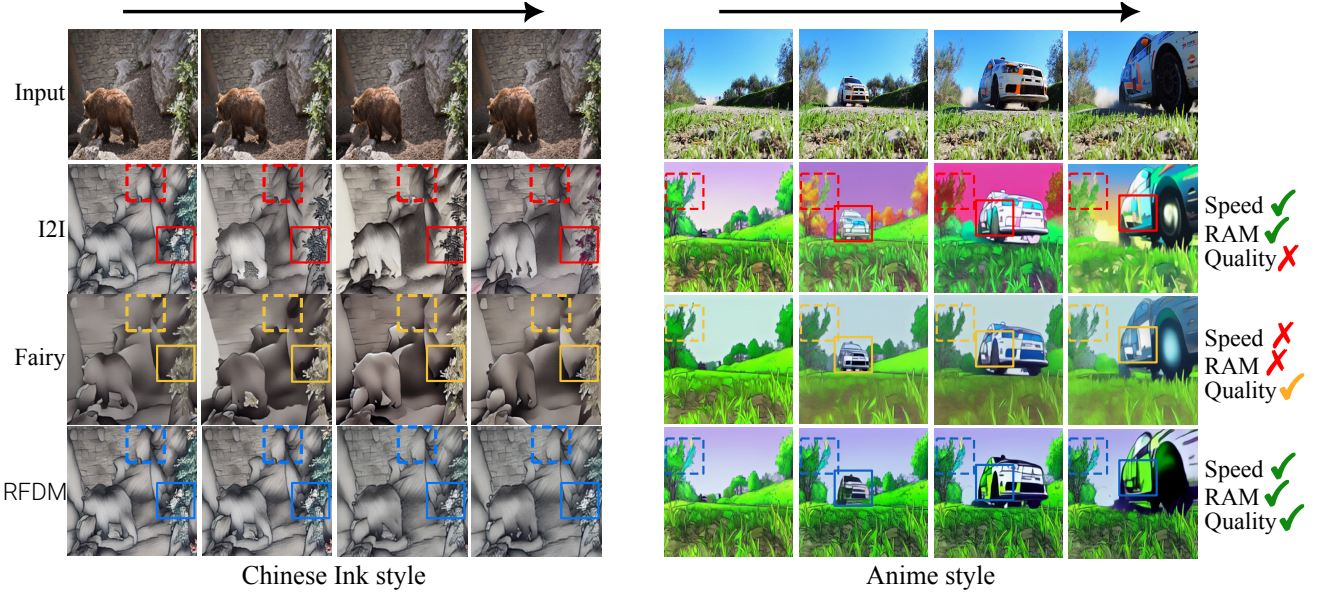 Input
I2I
Speed ✓
RAM ✓
Quality ✗
Fairy
Speed ✗
RAM ✗
Quality ✓
RFDM
Speed ✓
RAM ✓
Quality ✓
Chinese Ink style
Anime style